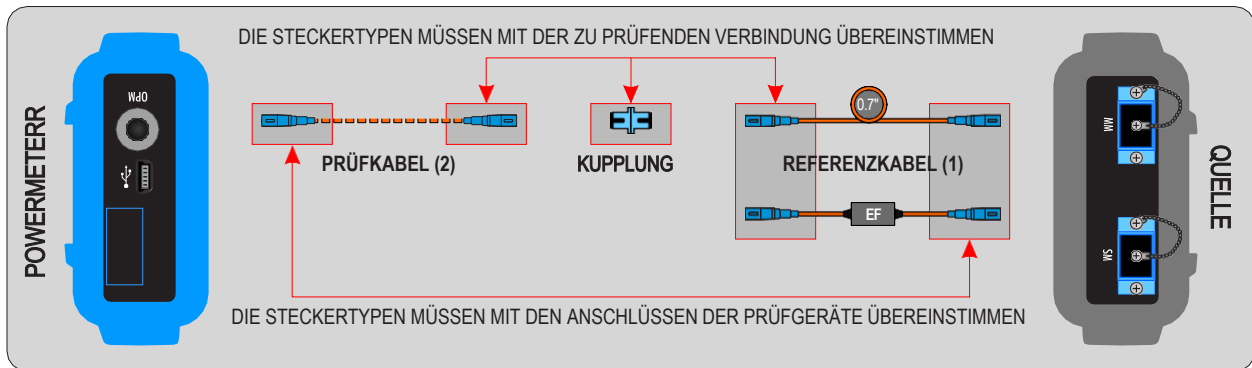 DIE STECKERTYPEN MÜSSEN MIT DER ZU PRÜFENDEN VERBINDUNG ÜBEREINSTIMMEN
POWERMETERR
OPM
0.7"
PRÜFKABEL (2)
KUPPLUNG
REFERENZKABEL (1)
EF
MM
SM
QUELLE
DIE STECKERTYPEN MÜSSEN MIT DEN ANSCHLÜSSEN DER PRÜFGERÄTE ÜBEREINSTIMMEN